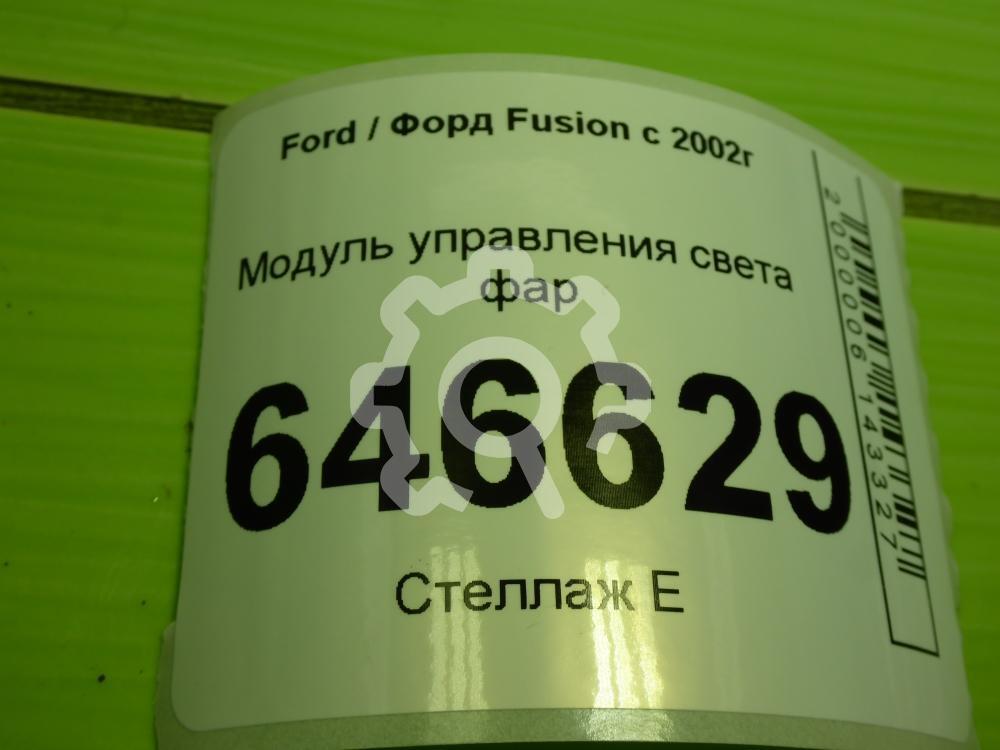 Ford / Форд Fusion с 2002г
Модуль управления света
фар
646629
Стеллаж Е
2000006143327